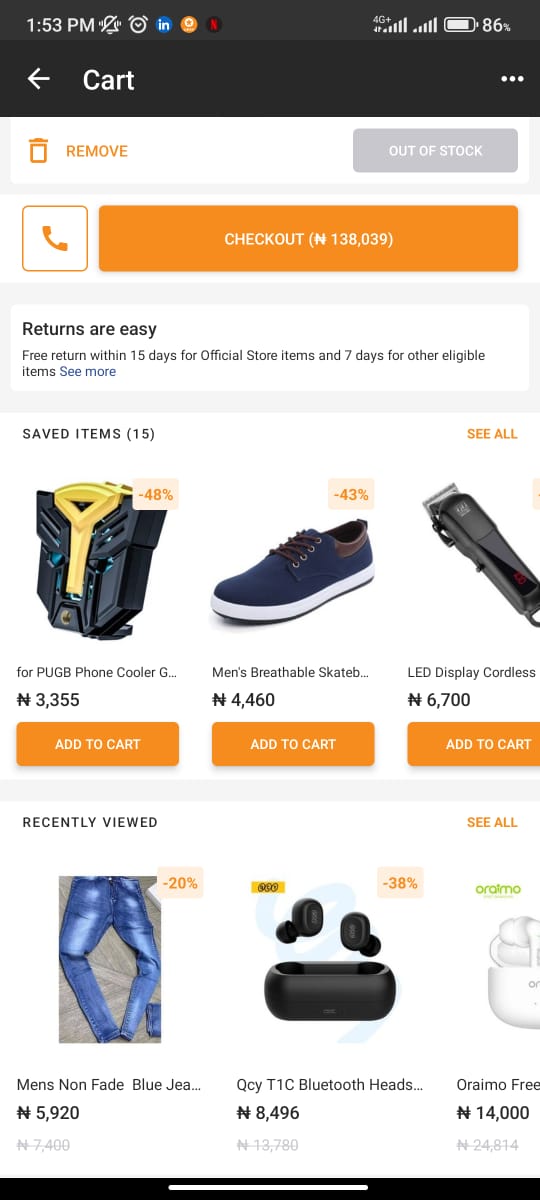 1:53 PM
4G+
86%
Cart
REMOVE
OUT OF STOCK
CHECKOUT (₦ 138,039)
Returns are easy
Free return within 15 days for Official Store items and 7 days for other eligible
items See more
SAVED ITEMS (15)
SEE ALL
-48%
-43%
for PUGB Phone Cooler G...
Men's Breathable Skateb...
LED Display Cordless
₦ 3,355
₦ 4,460
₦ 6,700
ADD TO CART
ADD TO CART
ADD TO CART
RECENTLY VIEWED
SEE ALL
-20%
QCY
-38%
oraimo
Mens Non Fade Blue Jea...
Qcy T1C Bluetooth Heads...
Oraimo Free
₦ 5,920
₦ 8,496
₦ 14,000
₦ 7,400
₦ 13,780
₦ 24,814